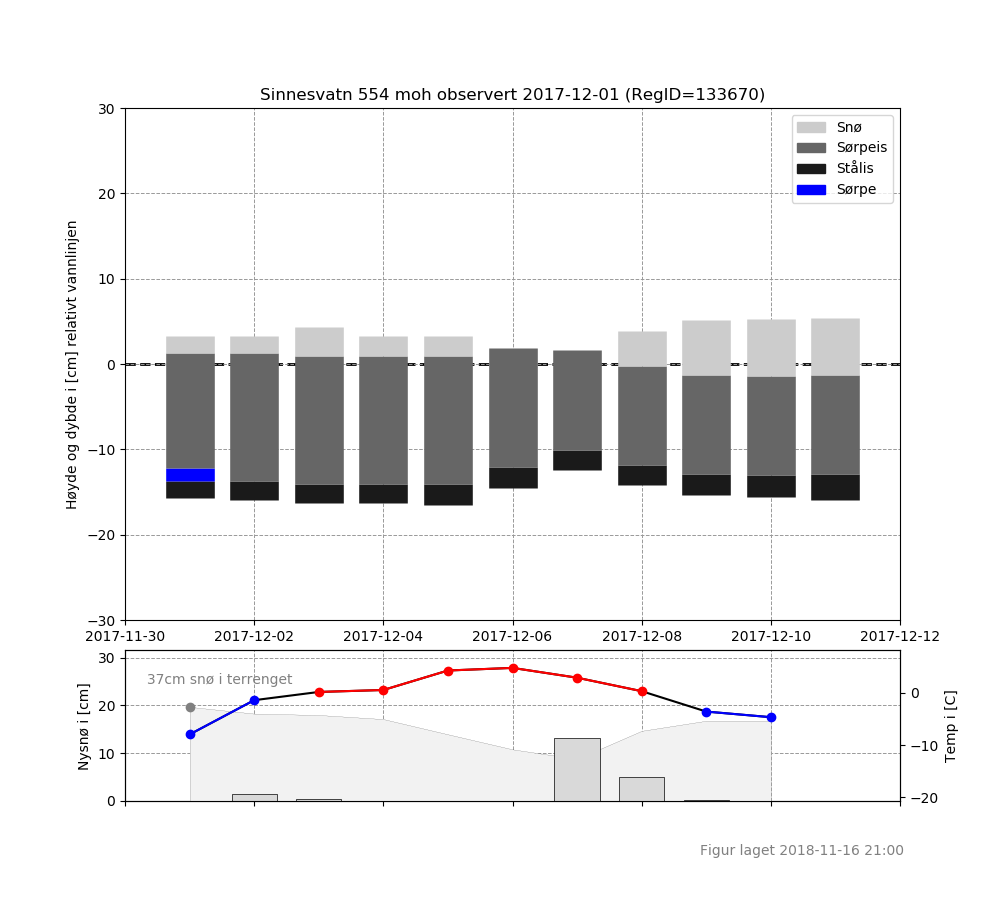 Sinnesvatn 554 moh observert 2017-12-01 (RegID=133670)
Høyde og dybde i [cm] relativt vannlinjen
30
20
10
0
−10
−20
−30
Snø
Sørpeis
Stålis
Sørpe
2017-11-30 2017-12-02 2017-12-04 2017-12-06 2017-12-08 2017-12-10 2017-12-12
Nysnø i [cm]
30
20
10
0
37cm snø i terrenget
0
−10
−20
Temp i [C]
Figur laget 2018-11-16 21:00